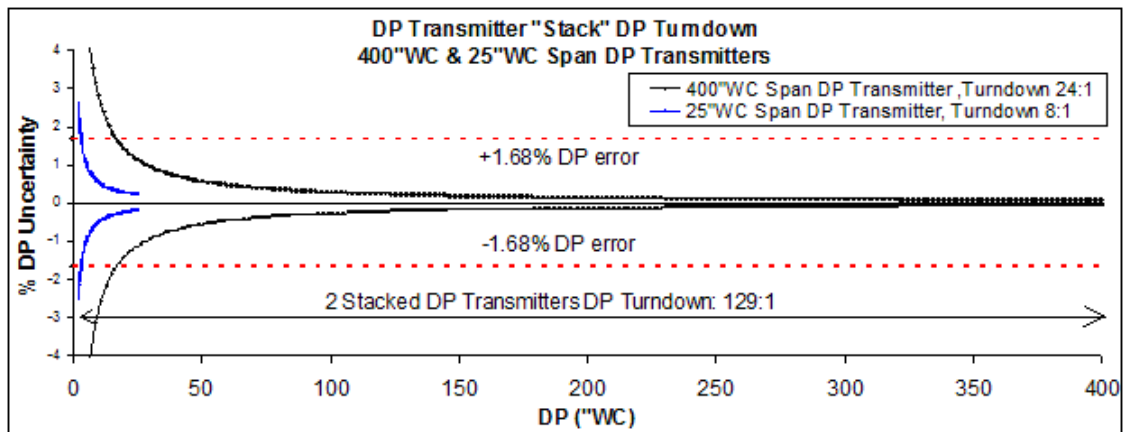 DP Transmitter "Stack" DP Turndown
400"WC & 25"WC Span DP Transmitters
400"WC Span DP Transmitter ,Turndown 24:1
25"WC Span DP Transmitter, Turndown 8:1
% DP Uncertainty
4
3
2
1
0
-1
-2
-3
-4
+1.68% DP error
-1.68% DP error
2 Stacked DP Transmitters DP Turndown: 129:1
0 50 100 150 200 250 300 350 400
DP ("WC)